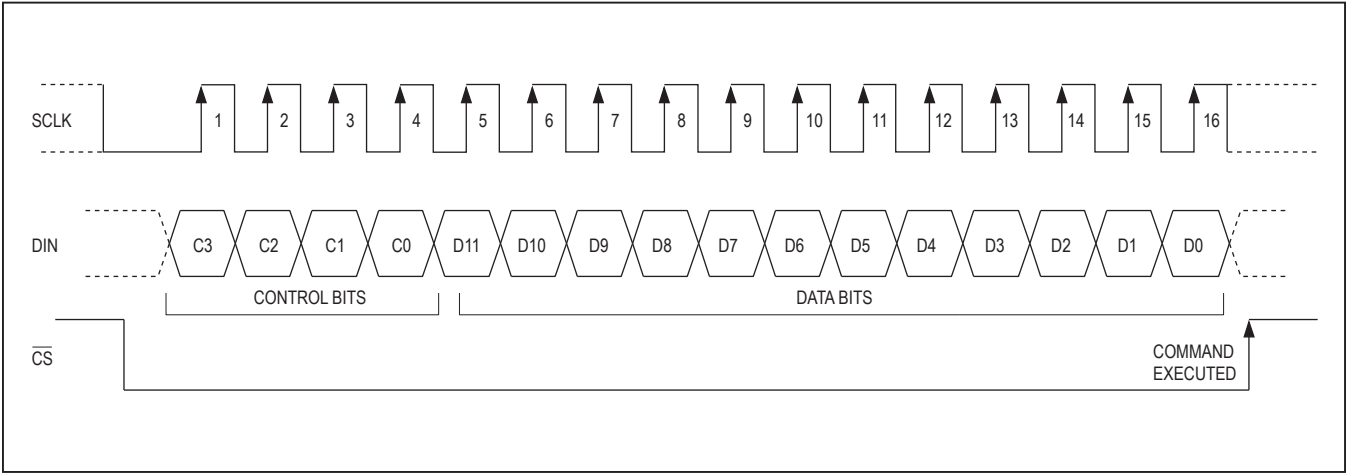 SCLK 1 2 3 4 5 6 7 8 9 10 11 12 13 14 15 16
DIN C3 C2 C1 C0 D11 D10 D9 D8 D7 D6 D5 D4 D3 D2 D1 D0
CONTROL BITS DATA BITS
CS
COMMAND
EXECUTED